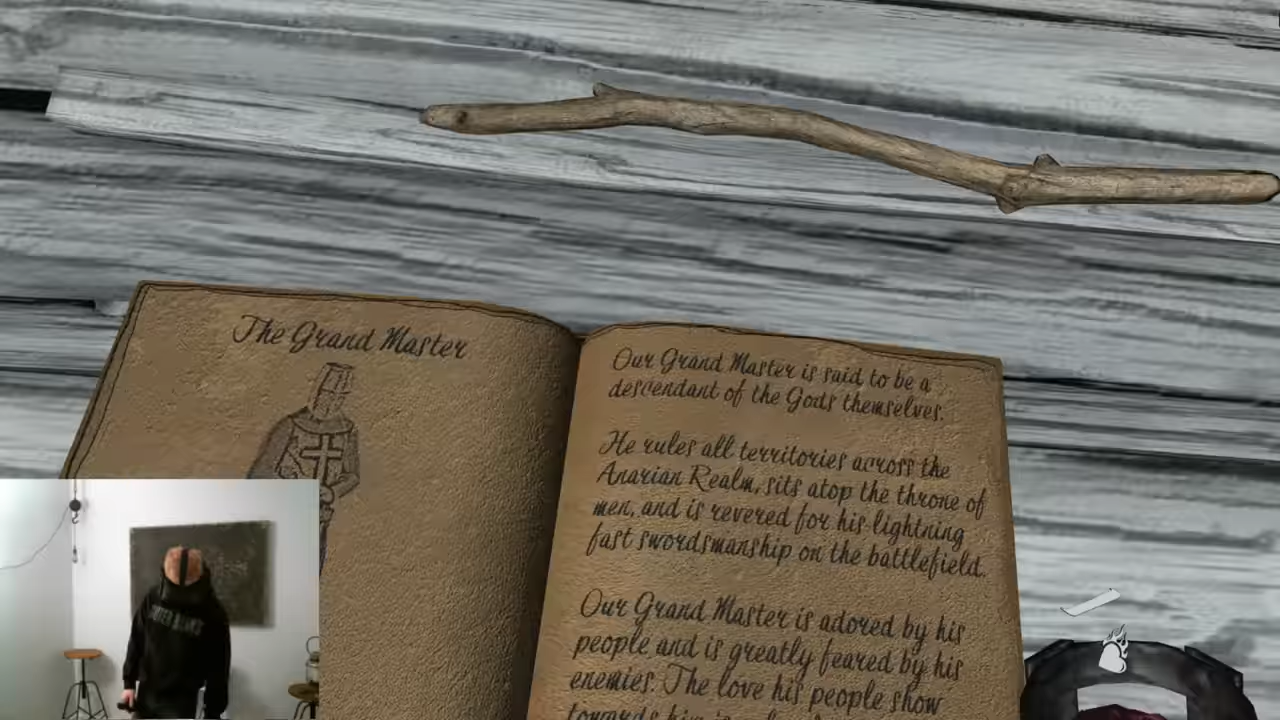 The Grand Master
Our Grand Master is said to be a
descendant of the Gods themselves.
He rules all territories across the
Anarian Realm, sits atop the throne of
men, and is revered for his lightning
fast swordsmanship on the battlefield.
Our Grand Master is adored by his
people and is greatly feared by his
enemies. The love his people show
towards him is